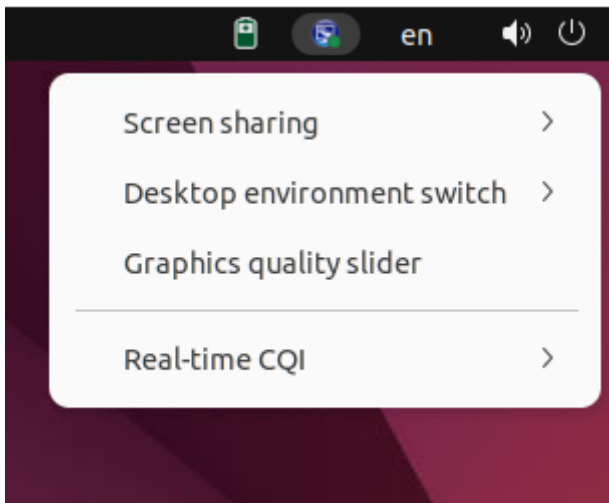 en
Screen sharing
Desktop environment switch
Graphics quality slider
Real-time CQI